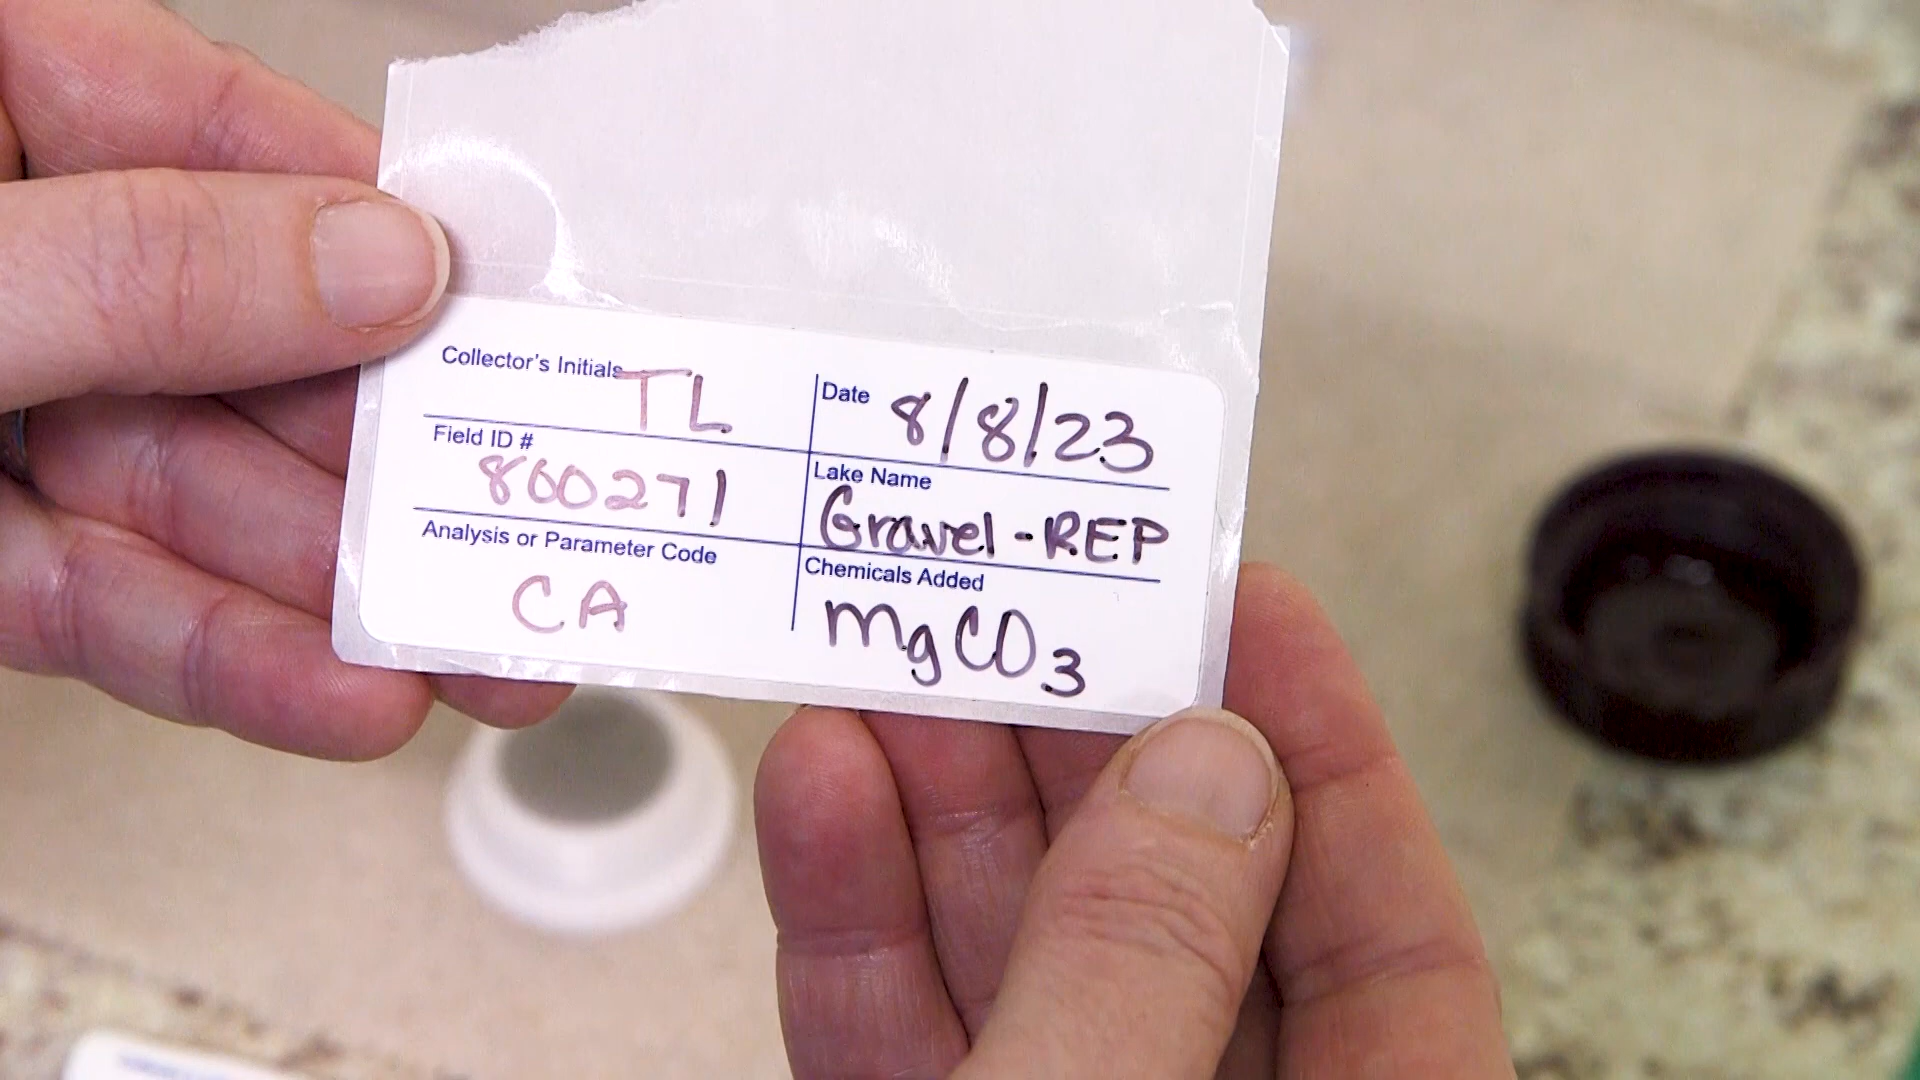 Collector's Initials TL
Date 8/8/23
Field ID #
800271
Lake Name
Gravel-REP
Analysis or Parameter Code
CA
Chemicals Added
MgCO3